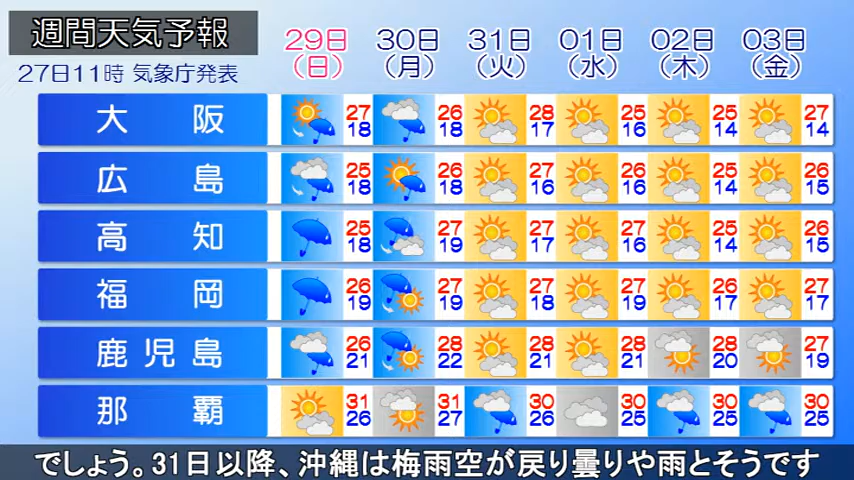 週間天気予報
27日11時 気象庁発表
29日 30日 31日 01日 02日 03日
(日) (月) (火) (水) (木) (金)
大阪 27 18 26 18 28 17 25 16 25 14 27 14
広島 25 18 26 18 27 16 26 16 25 14 26 15
高知 25 18 27 19 27 17 27 16 25 14 26 15
福岡 26 19 27 19 27 18 27 19 26 17 27 17
鹿児島 26 21 28 22 28 21 28 21 28 20 27 19
那覇 31 26 31 27 30 26 30 25 30 25 30 25
でしょう。31日以降、沖縄は梅雨空が戻り曇りや雨とそうです